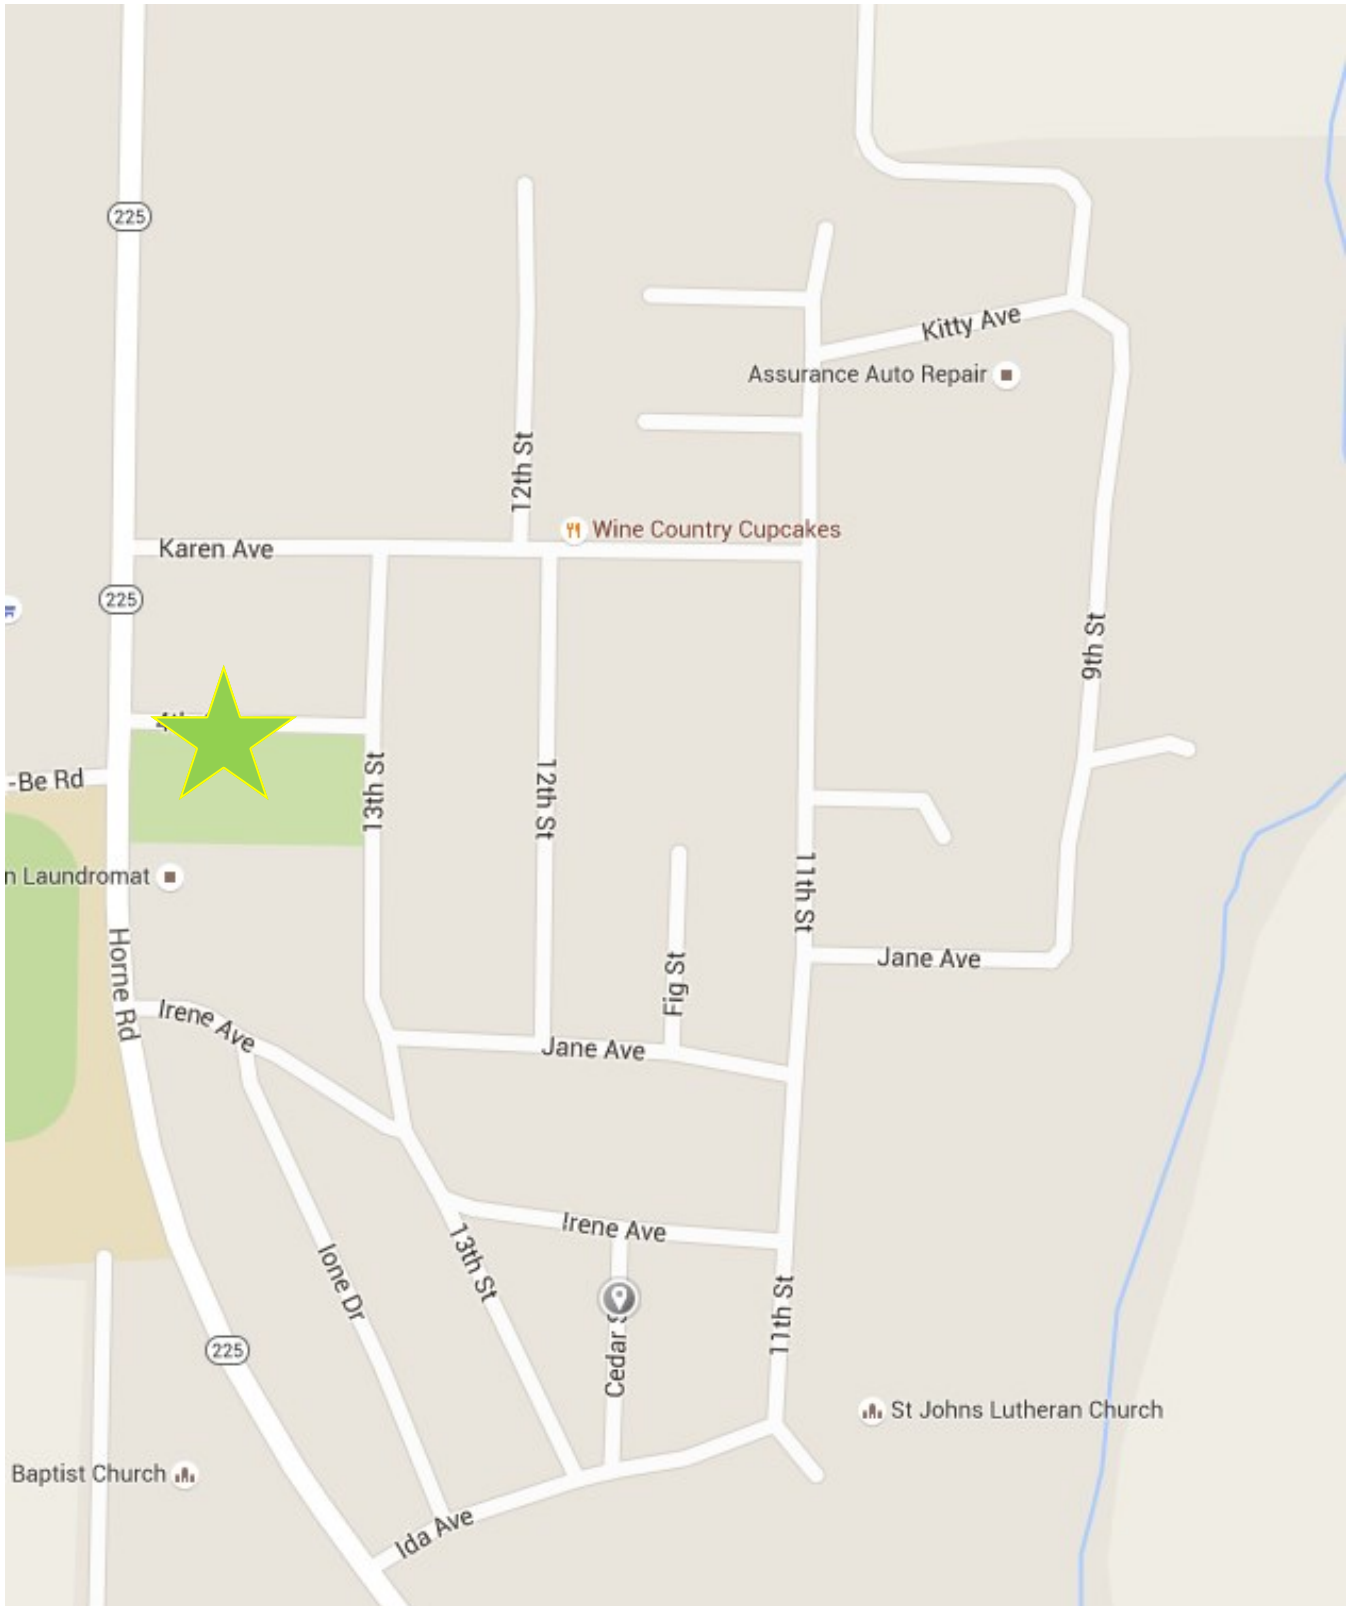 225
Kitty Ave
Assurance Auto Repair
12th St
Wine Country Cupcakes
Karen Ave
225
9th St
-Be Rd
13th St
12th St
n Laundromat
11th St
Horne Rd
Jane Ave
Fig St
Irene Ave
Jane Ave
Irene Ave
13th St
Ione Dr
11th St
225
Cedar
St Johns Lutheran Church
Baptist Church
Ida Ave